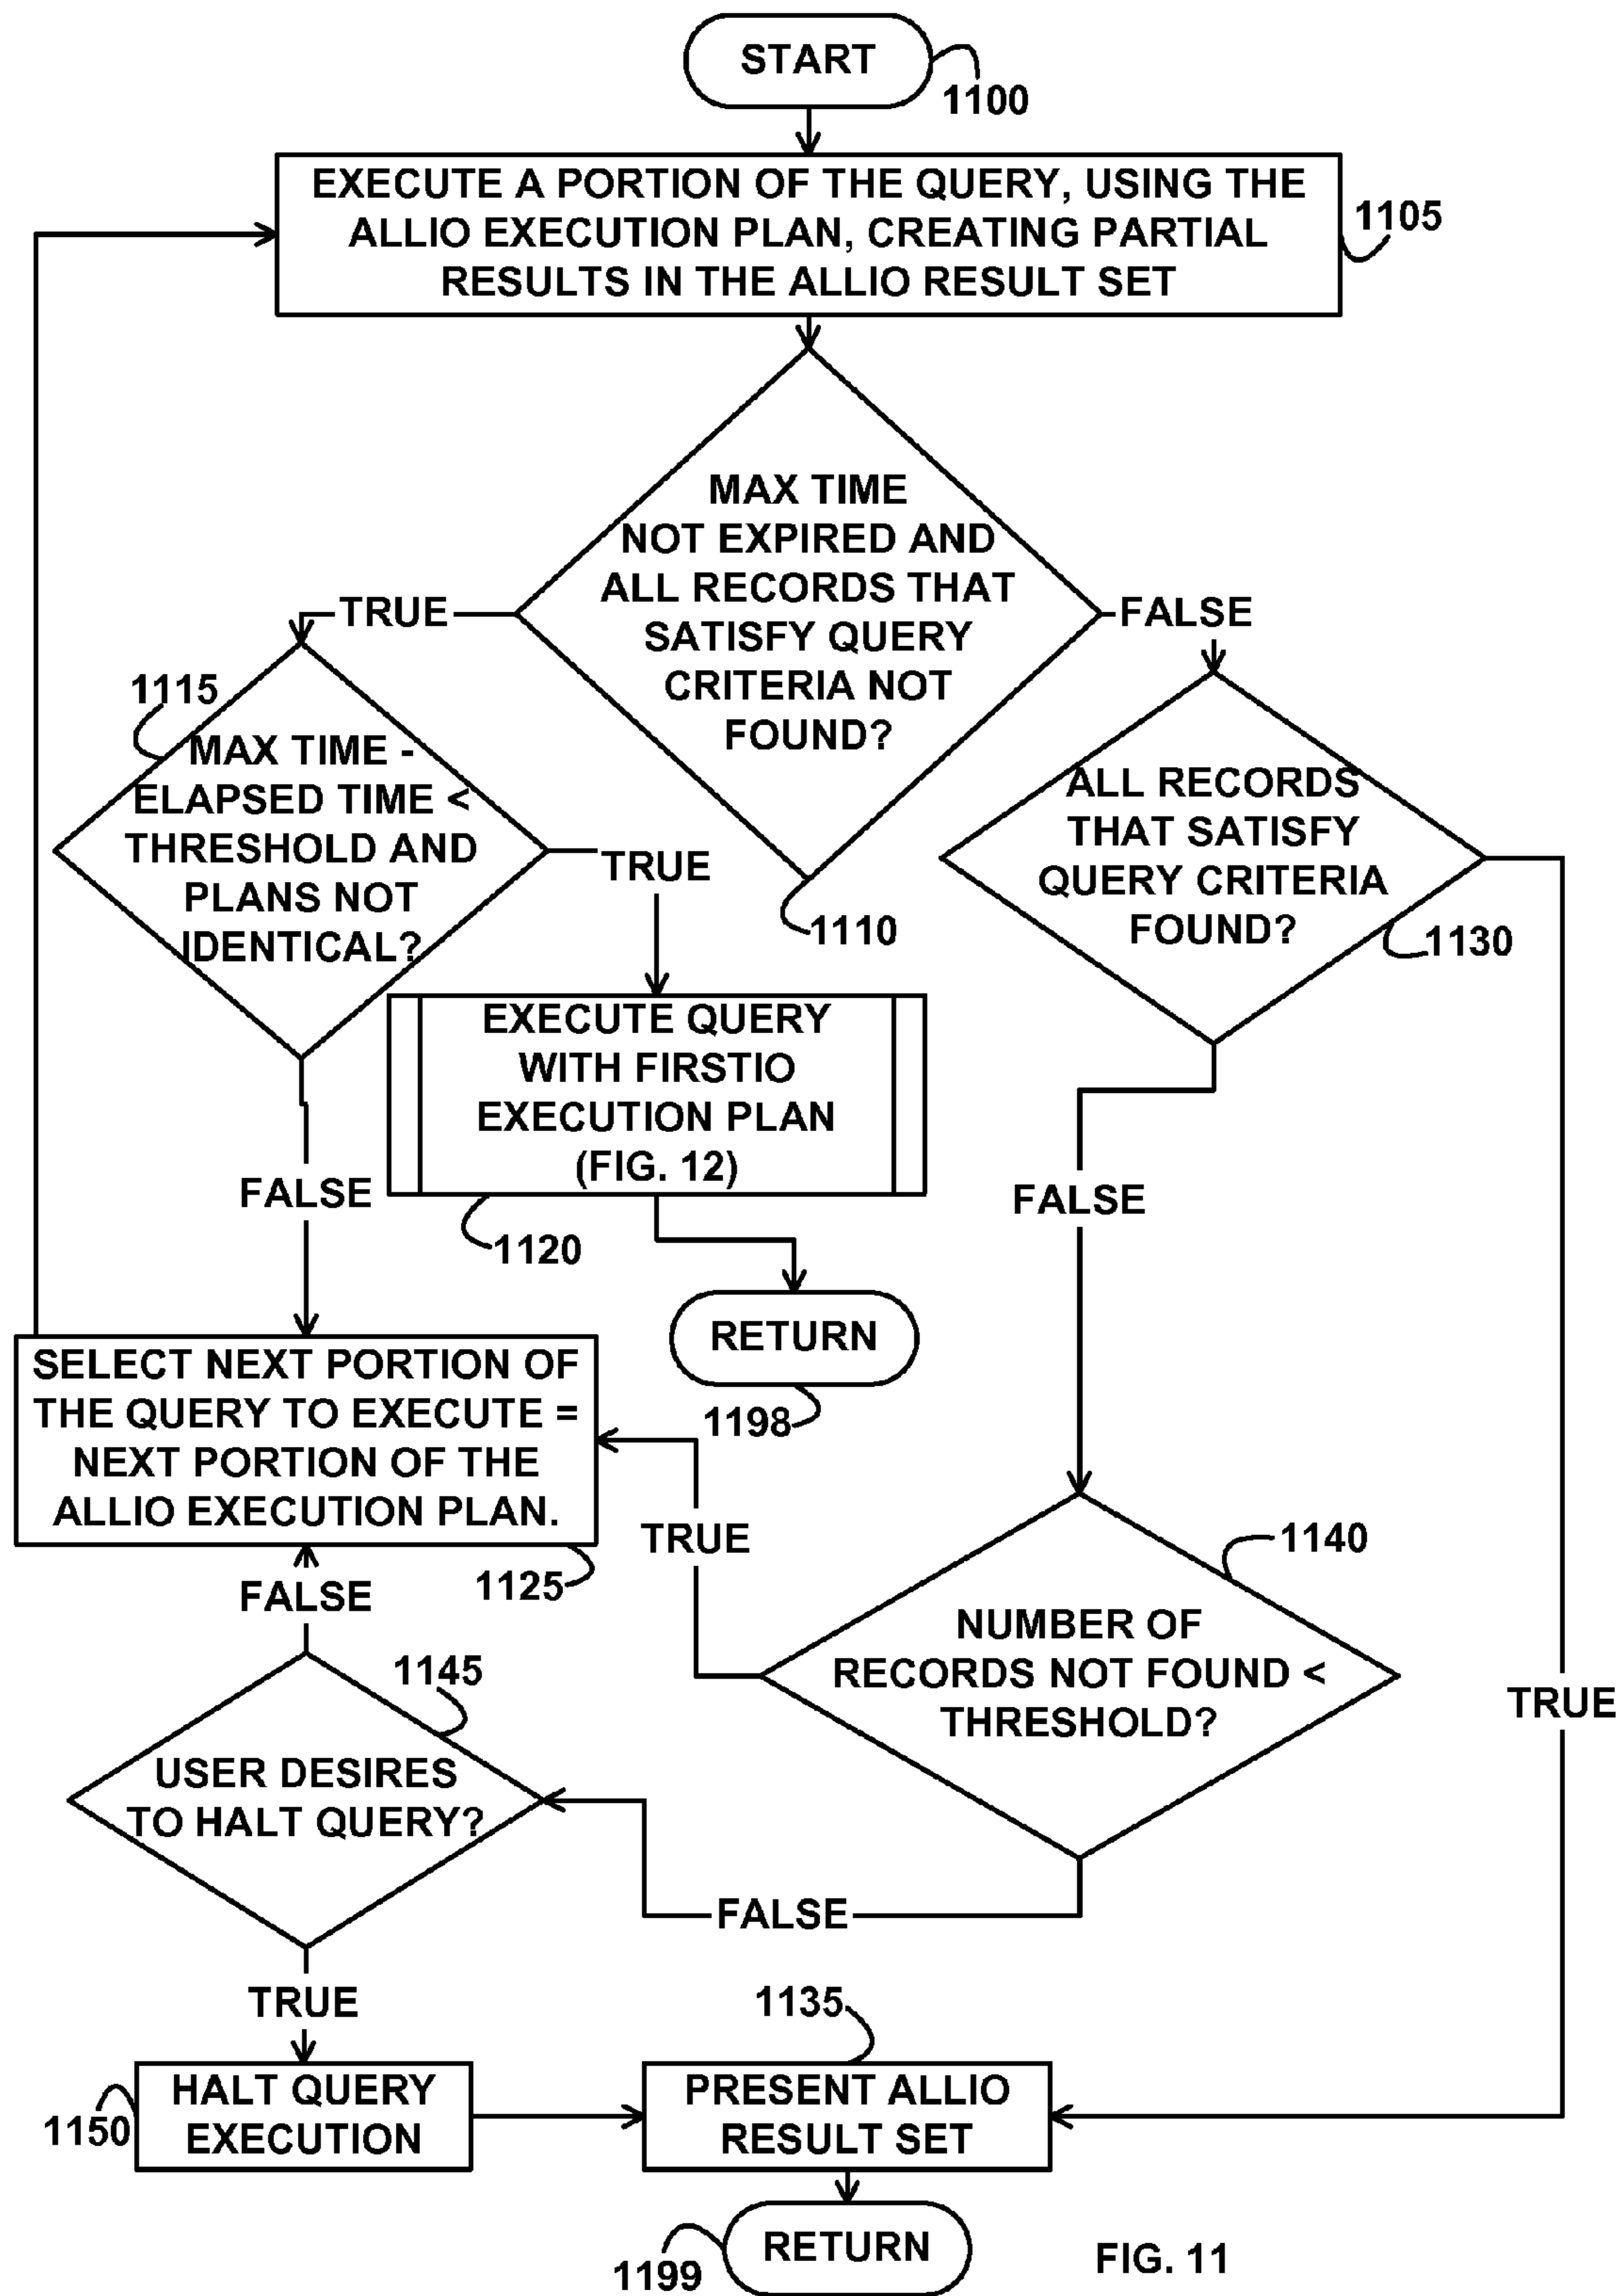 START
1100
EXECUTE A PORTION OF THE QUERY, USING THE
ALLIO EXECUTION PLAN, CREATING PARTIAL
RESULTS IN THE ALLIO RESULT SET
1105
MAX TIME
NOT EXPIRED AND
ALL RECORDS THAT
SATISFY QUERY
CRITERIA NOT
FOUND?
TRUE
FALSE
1110
1115
MAX TIME -
ELAPSED TIME <
THRESHOLD AND
PLANS NOT
IDENTICAL?
TRUE
FALSE
ALL RECORDS
THAT SATISFY
QUERY CRITERIA
FOUND?
1130
EXECUTE QUERY
WITH FIRSTIO
EXECUTION PLAN
(FIG. 12)
1120
FALSE
RETURN
1198
SELECT NEXT PORTION OF
THE QUERY TO EXECUTE =
NEXT PORTION OF THE
ALLIO EXECUTION PLAN.
1125
TRUE
1140
NUMBER OF
RECORDS NOT FOUND <
THRESHOLD?
TRUE
FALSE
1145
USER DESIRES
TO HALT QUERY?
FALSE
TRUE
1150
HALT QUERY
EXECUTION
1135
PRESENT ALLIO
RESULT SET
RETURN
1199
FIG. 11